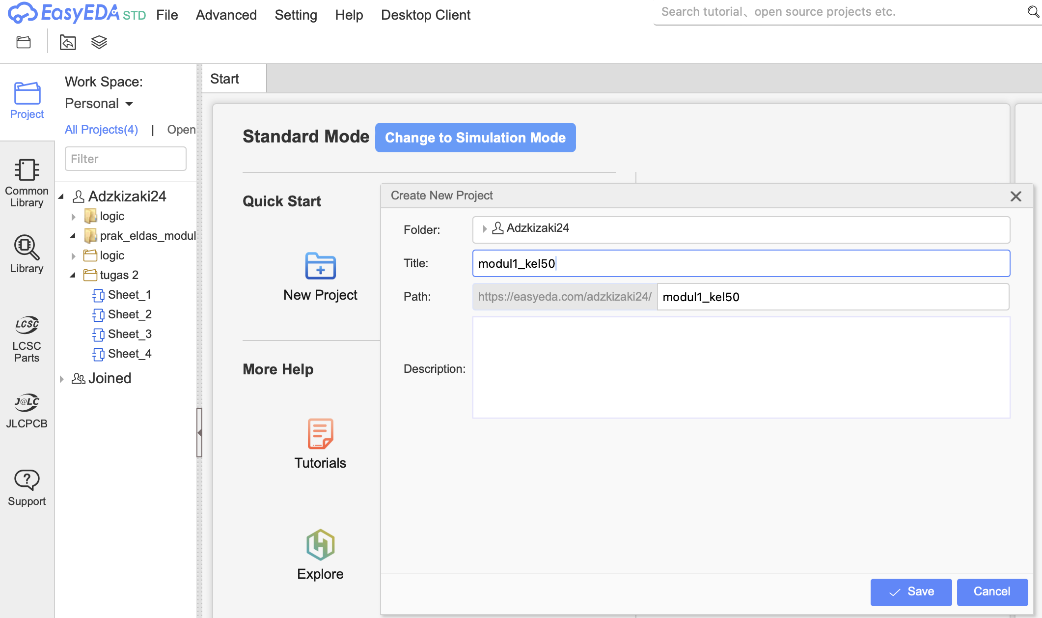 EasyEDA STD File Advanced Setting Help Desktop Client
Search tutorial、open source projects etc.
Project
Common
Library
Library
LCSC
LCSC
Parts
J@LC
JLCPCB
Support
Work Space:
Personal
All Projects(4) | Open
Filter
Adzkizaki24
logic
prak_eldas_modul
logic
tugas 2
Sheet_1
Sheet_2
Sheet_3
Sheet_4
Joined
Start
Standard Mode Change to Simulation Mode
Quick Start
New Project
More Help
Tutorials
Explore
Create New Project
Folder: Adzkizaki24
Title: modul1_kel50
Path: https://easyeda.com/adzkizaki24/ modul1_kel50
Description:
Save Cancel